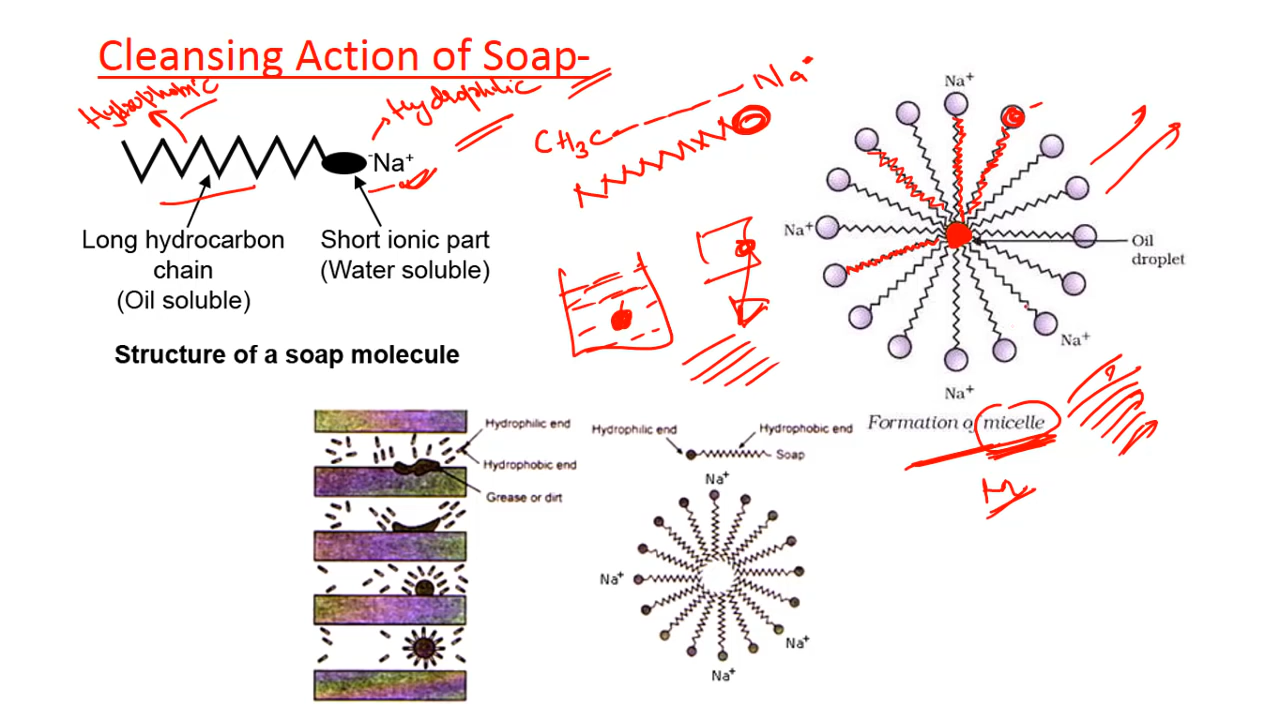 Cleansing Action of Soap-
Hydrophobic
Hydrophilic
-Na⁺
Long hydrocarbon
chain
(Oil soluble)
Short ionic part
(Water soluble)
Structure of a soap molecule
CH₃C — — — — Na⁺
Na⁺
Na⁺
Oil
droplet
Na⁺
Na⁺
Formation of micelle
Hydrophilic end
Hydrophobic end
Grease or dirt
Hydrophilic end
Hydrophobic end
Soap
Na⁺
Na⁺
Na⁺
Na⁺